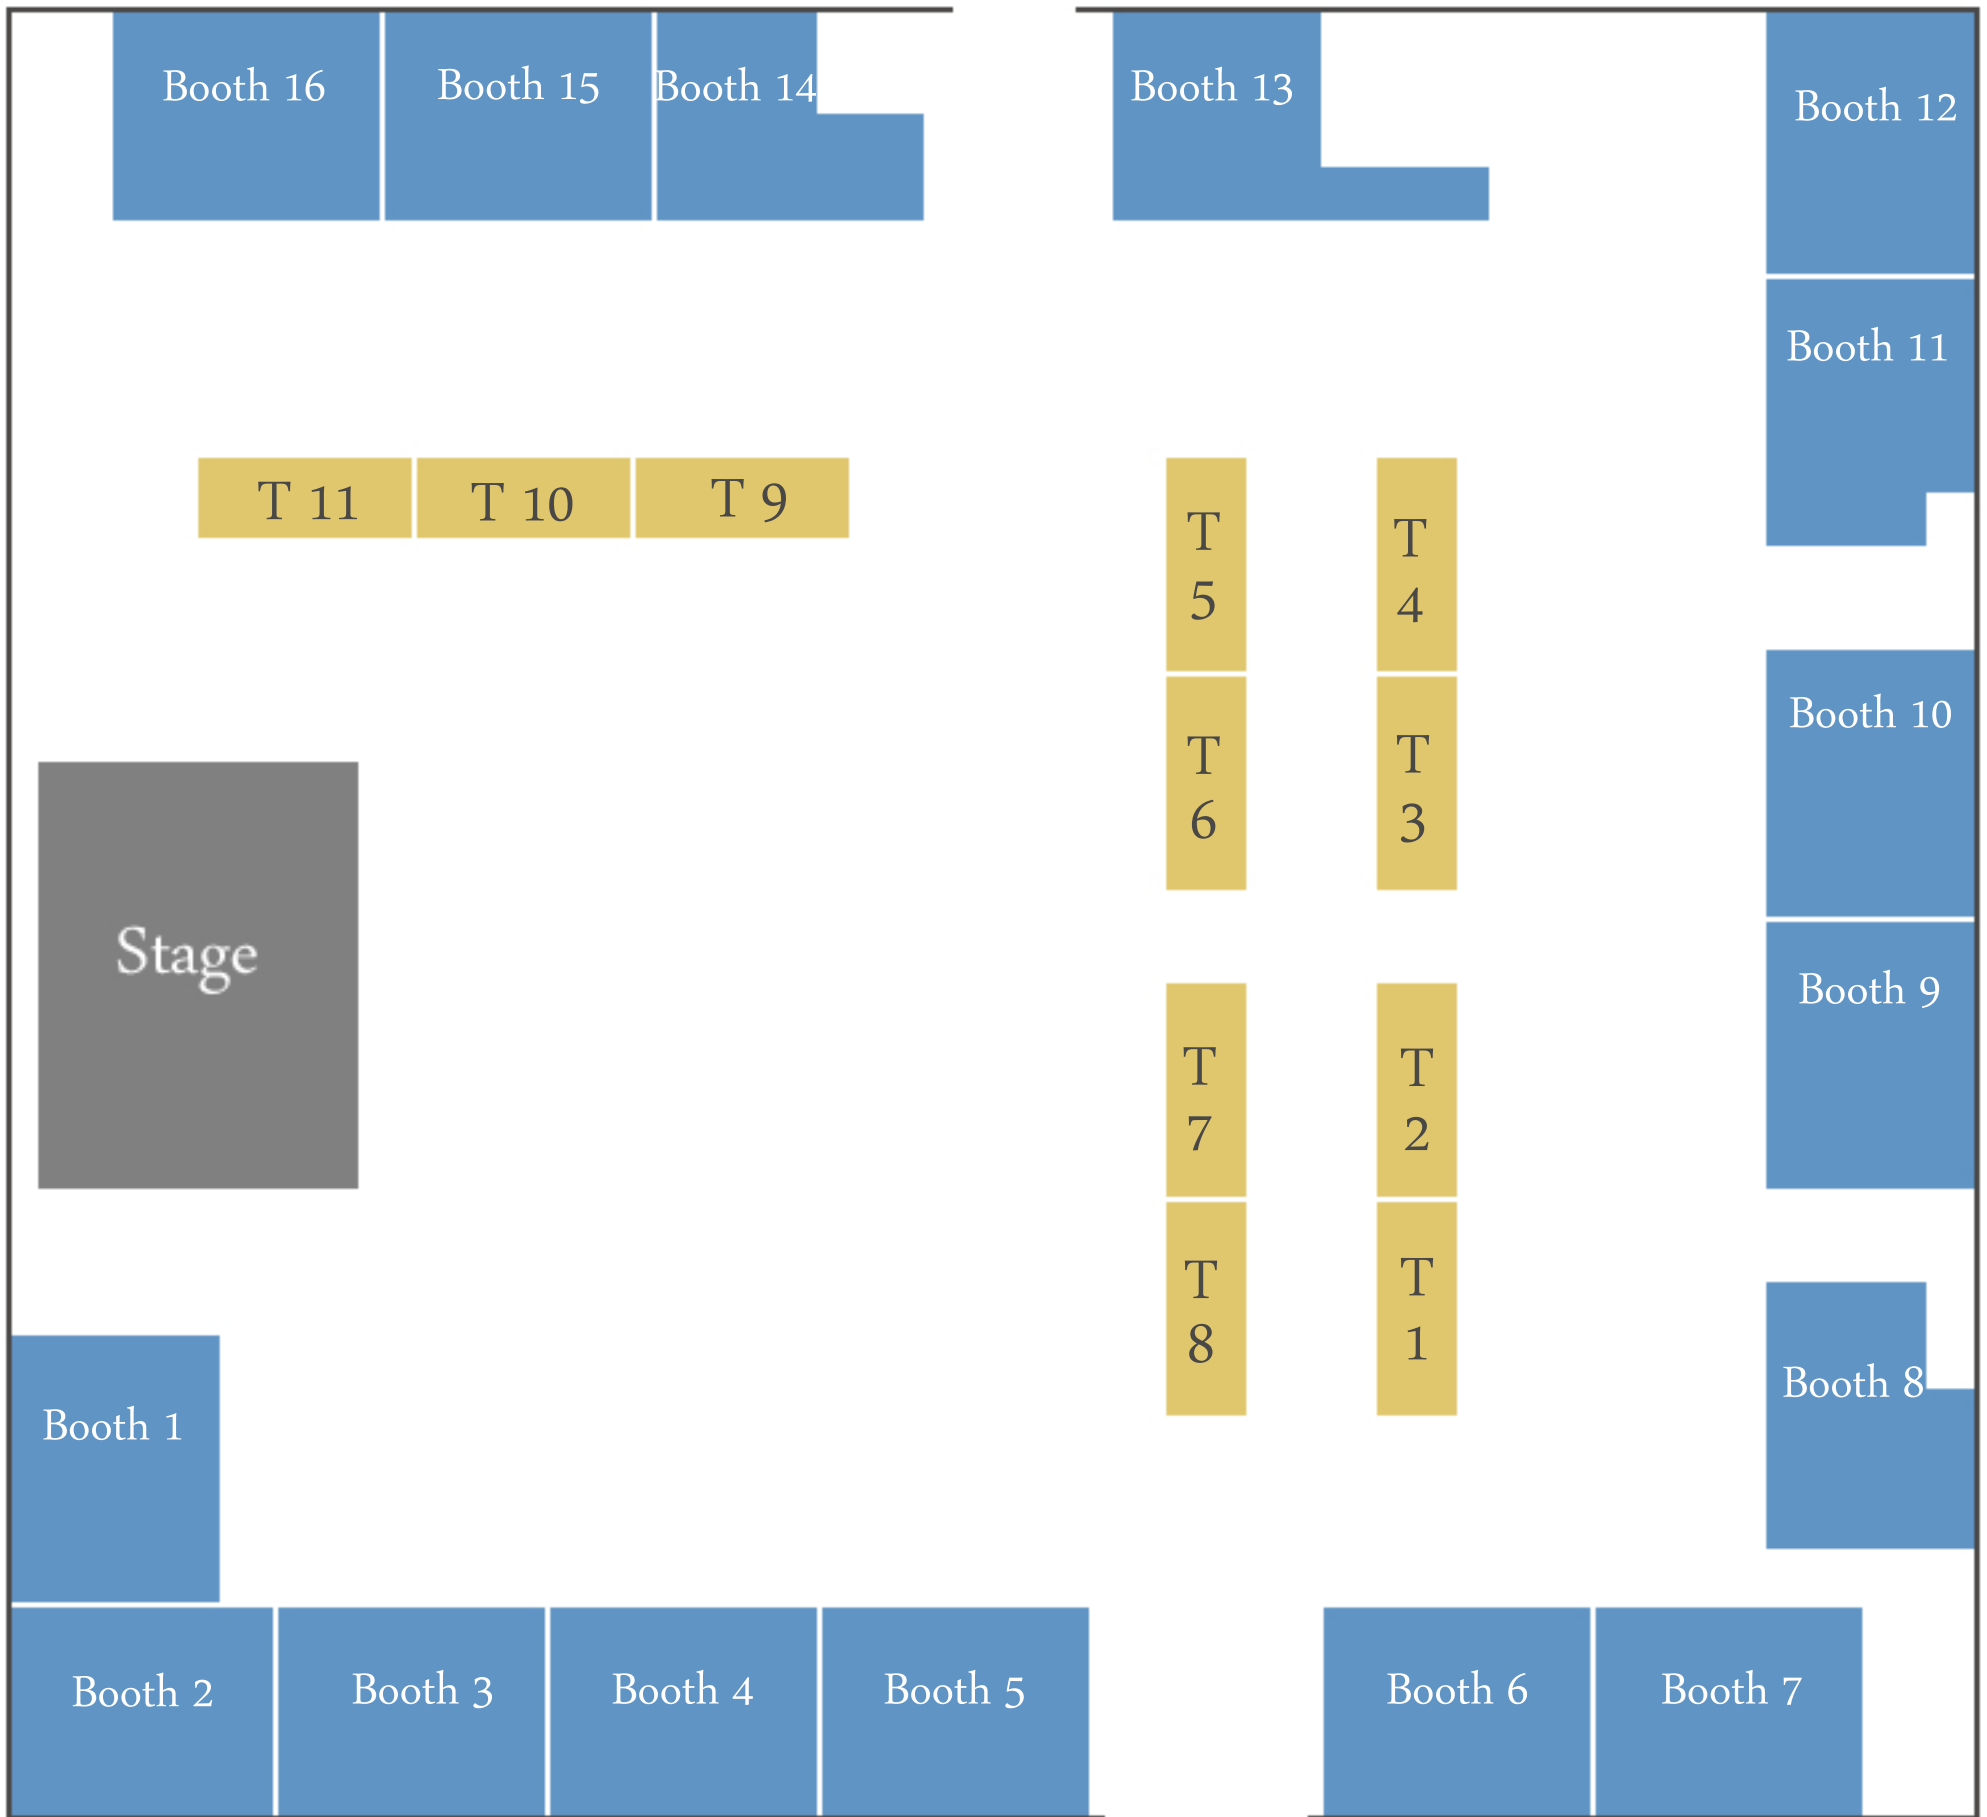 Booth 16
Booth 15
Booth 14
Booth 13
Booth 12
Booth 11
T 11
T 10
T 9
T
5
T
4
Booth 10
T
6
T
3
Stage
Booth 9
T
7
T
2
T
8
T
1
Booth 8
Booth 1
Booth 2
Booth 3
Booth 4
Booth 5
Booth 6
Booth 7